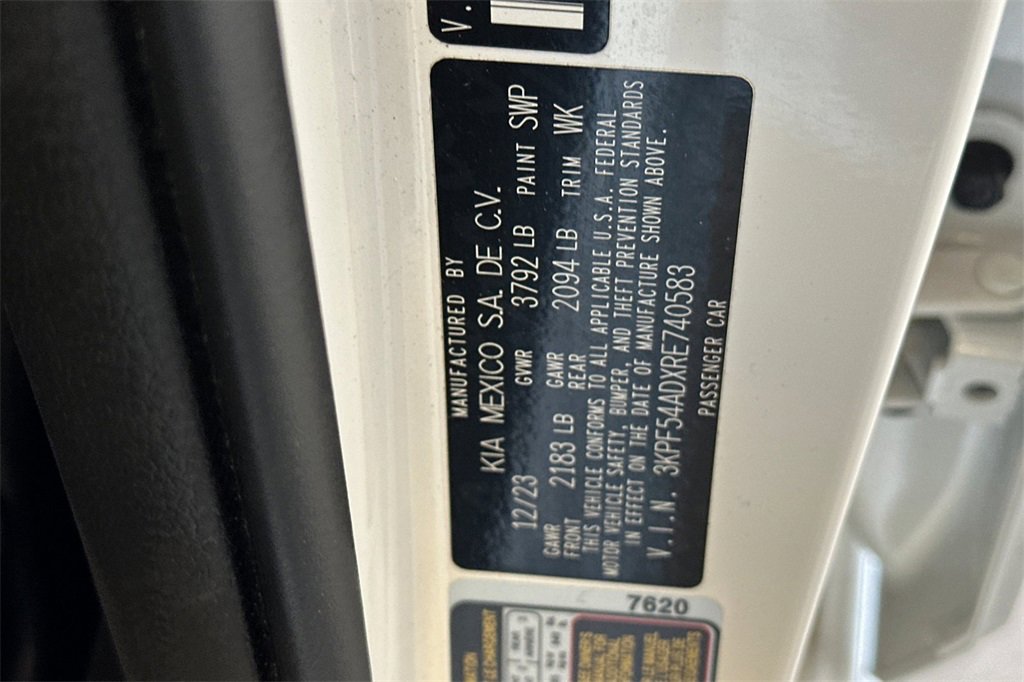 V.
MANUFACTURED BY
KIA MEXICO S.A. DE C.V.
12/23 GVWR 3792 LB PAINT SWP
GAWR FRONT 2183 LB GAWR REAR 2094 LB TRIM WK
THIS VEHICLE CONFORMS TO ALL APPLICABLE U.S.A. FEDERAL
MOTOR VEHICLE SAFETY, BUMPER, AND THEFT PREVENTION STANDARDS
IN EFFECT ON THE DATE OF MANUFACTURE SHOWN ABOVE.
V.I.N. 3KPF54ADXRE740583
PASSENGER CAR
7620